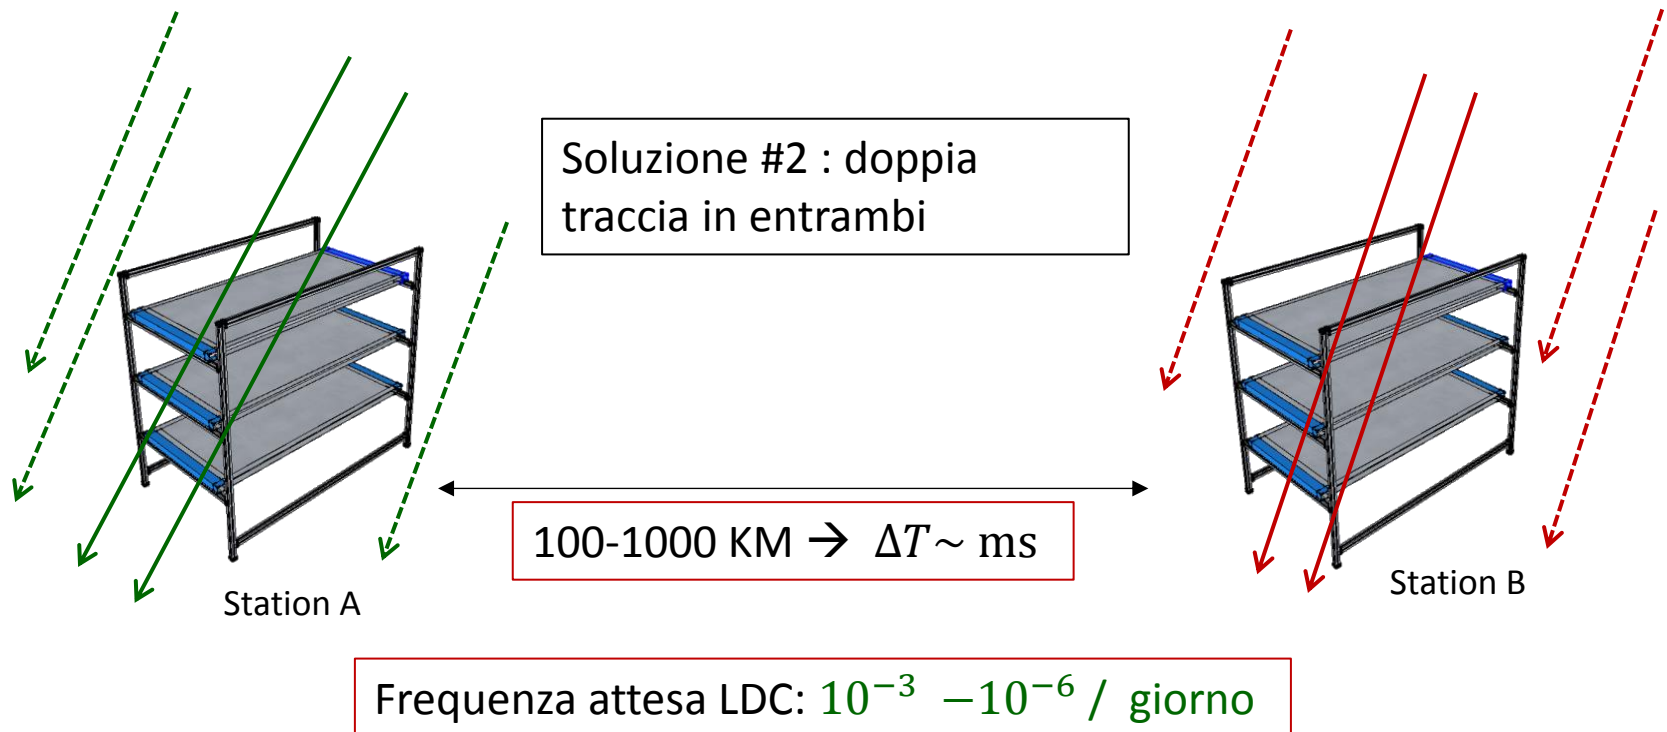 Soluzione #2 : doppia
traccia in entrambi
100-1000 KM → ΔT~ ms
Station A
Station B
Frequenza attesa LDC: 10⁻³ −10⁻⁶ / giorno